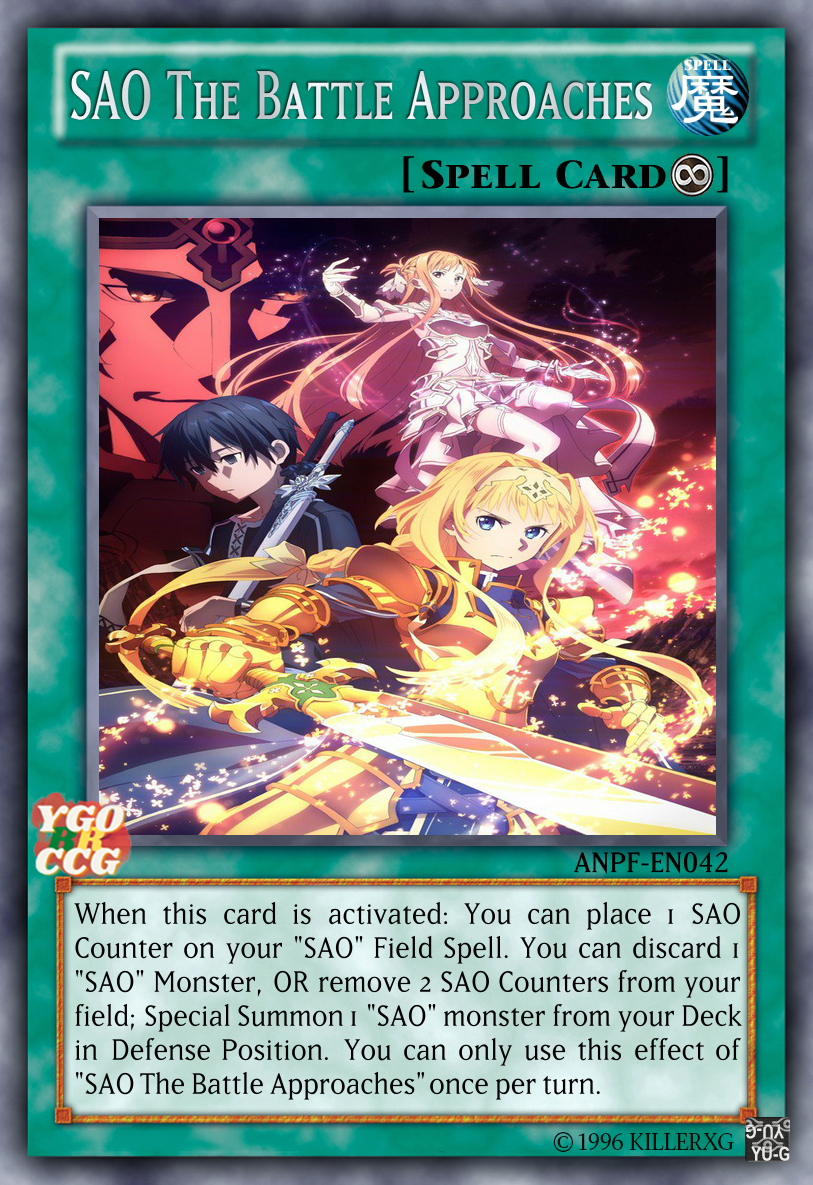 SAO The Battle Approaches
SPELL
魔
[Spell Card∞]
YGO
RR
CCG
ANPF-EN042
When this card is activated: You can place 1 SAO
Counter on your "SAO" Field Spell. You can discard 1
"SAO" Monster, OR remove 2 SAO Counters from your
field; Special Summon 1 "SAO" monster from your Deck
in Defense Position. You can only use this effect of
"SAO The Battle Approaches" once per turn.
© 1996 KILLERXG
YU-G